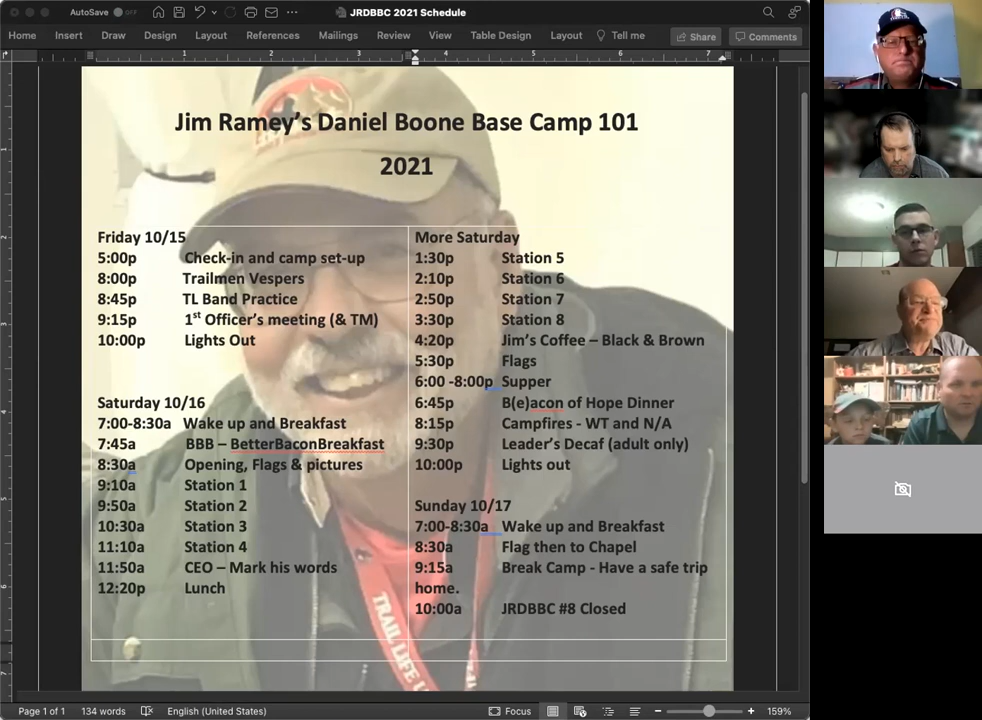 AutoSave OFF
JRDBBC 2021 Schedule
Home Insert Draw Design Layout References Mailings Review View Table Design Layout Tell me Share Comments
1 2 3 4 5 6 7
Jim Ramey's Daniel Boone Base Camp 101
2021
Friday 10/15
5:00p Check-in and camp set-up
8:00p Trailmen Vespers
8:45p TL Band Practice
9:15p 1st Officer's meeting (& TM)
10:00p Lights Out
Saturday 10/16
7:00-8:30a Wake up and Breakfast
7:45a BBB – BetterBaconBreakfast
8:30a Opening, Flags & pictures
9:10a Station 1
9:50a Station 2
10:30a Station 3
11:10a Station 4
11:50a CEO – Mark his words
12:20p Lunch
More Saturday
1:30p Station 5
2:10p Station 6
2:50p Station 7
3:30p Station 8
4:20p Jim's Coffee – Black & Brown
5:30p Flags
6:00 -8:00p Supper
6:45p B(e)acon of Hope Dinner
8:15p Campfires - WT and N/A
9:30p Leader's Decaf (adult only)
10:00p Lights out
Sunday 10/17
7:00-8:30a Wake up and Breakfast
8:30a Flag then to Chapel
9:15a Break Camp - Have a safe trip
home.
10:00a JRDBBC #8 Closed
TRAIL LIFE U
Page 1 of 1 134 words English (United States) Focus 159%